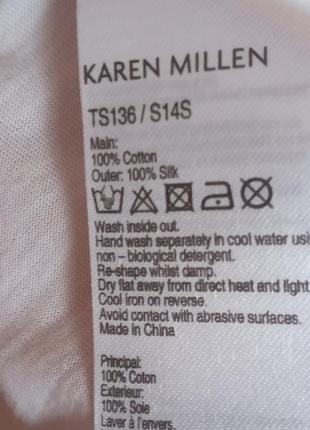 KAREN MILLEN
TS136 / S14S
Main:
100% Cotton
Outer: 100% Silk
Wash inside out.
Hand wash separately in cool water usi
non – biological detergent.
Re-shape whilst damp.
Dry flat away from direct heat and light
Cool iron on reverse.
Avoid contact with abrasive surfaces.
Made in China
Principal:
100% Coton
Exterieur:
100% Soie
Laver à l'envers.